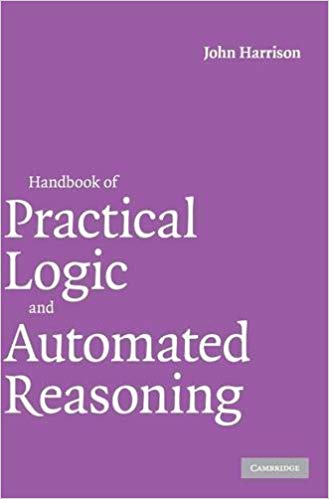 John Harrison
Handbook of
Practical
Logic
and
Automated
Reasoning
CAMBRIDGE